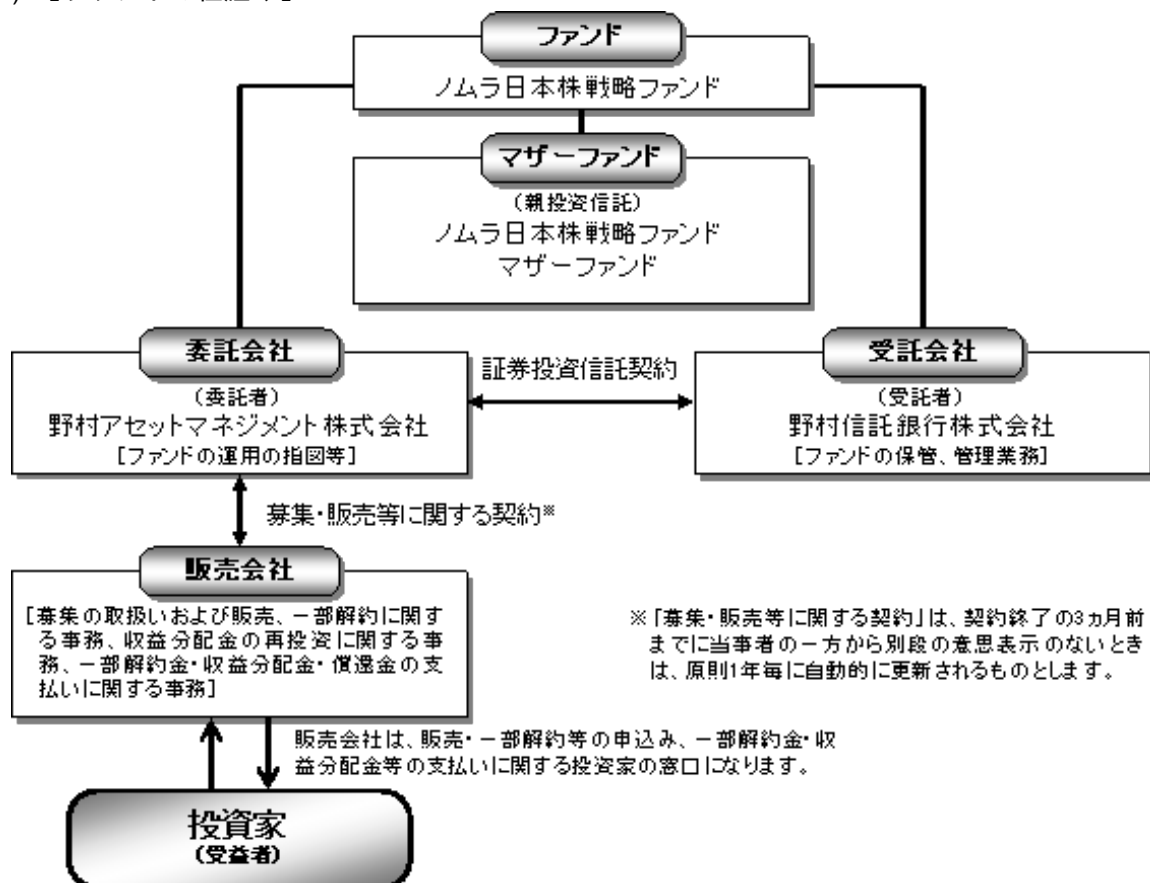 ファンド
ノムラ日本株戦略ファンド
マザーファンド
(親投資信託)
ノムラ日本株戦略ファンド
マザーファンド
委託会社
(委託者)
野村アセットマネジメント株式会社
[ファンドの運用の指図等]
証券投資信託契約
受託会社
(受託者)
野村信託銀行株式会社
[ファンドの保管、管理業務]
募集・販売等に関する契約※
販売会社
[募集の取扱いおよび販売、一部解約に関す
る事務、収益分配金の再投資に関する事
務、一部解約金・収益分配金・償還金の支
払いに関する事務]
※「募集・販売等に関する契約」は、契約終了の3ヵ月前
までに当事者の一方から別段の意思表示のないとき
は、原則1年毎に自動的に更新されるものとします。
販売会社は、販売・一部解約等の申込み、一部解約金・収
益分配金等の支払いに関する投資家の窓口になります。
投資家
(受益者)